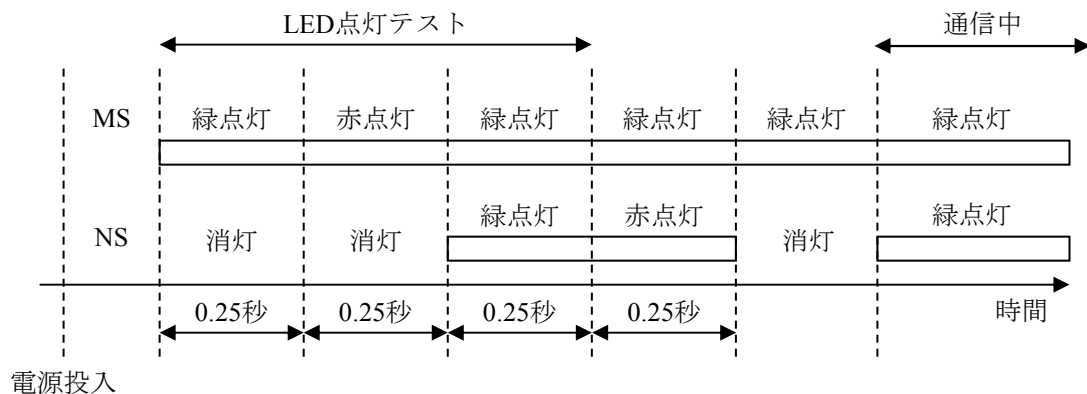 LED点灯テスト
通信中
MS
緑点灯
赤点灯
緑点灯
緑点灯
緑点灯
緑点灯
NS
消灯
消灯
緑点灯
赤点灯
消灯
緑点灯
0.25秒
0.25秒
0.25秒
0.25秒
時間
電源投入